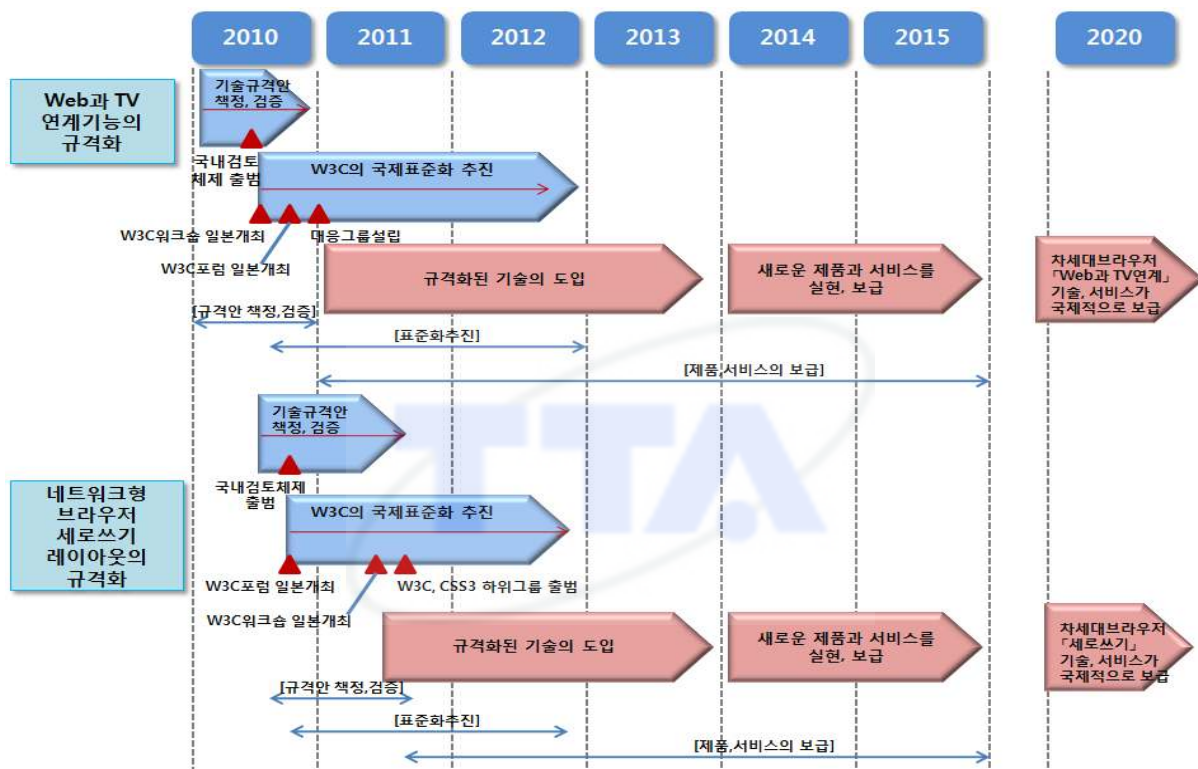 2010
2011
2012
2013
2014
2015
2020
Web과 TV
연계기능의
규격화
기술규격안
책정, 검증
국내검토
체제 출범
W3C의 국제표준화 추진
W3C워크숍 일본개최
대응그룹설립
W3C포럼 일본개최
규격화된 기술의 도입
새로운 제품과 서비스를
실현, 보급
차세대브라우저
「Web과 TV연계」
기술, 서비스가
국제적으로 보급
[규격안 책정,검증]
[표준화추진]
[제품,서비스의 보급]
TTA
네트워크형
브라우저
세로쓰기
레이아웃의
규격화
기술규격안
책정, 검증
국내검토체제
출범
W3C의 국제표준화 추진
W3C포럼 일본개최
W3C, CSS3 하위그룹 출범
W3C워크숍 일본개최
규격화된 기술의 도입
새로운 제품과 서비스를
실현, 보급
차세대브라우저
「세로쓰기」
기술, 서비스가
국제적으로 보급
[규격안 책정,검증]
[표준화추진]
[제품,서비스의 보급]